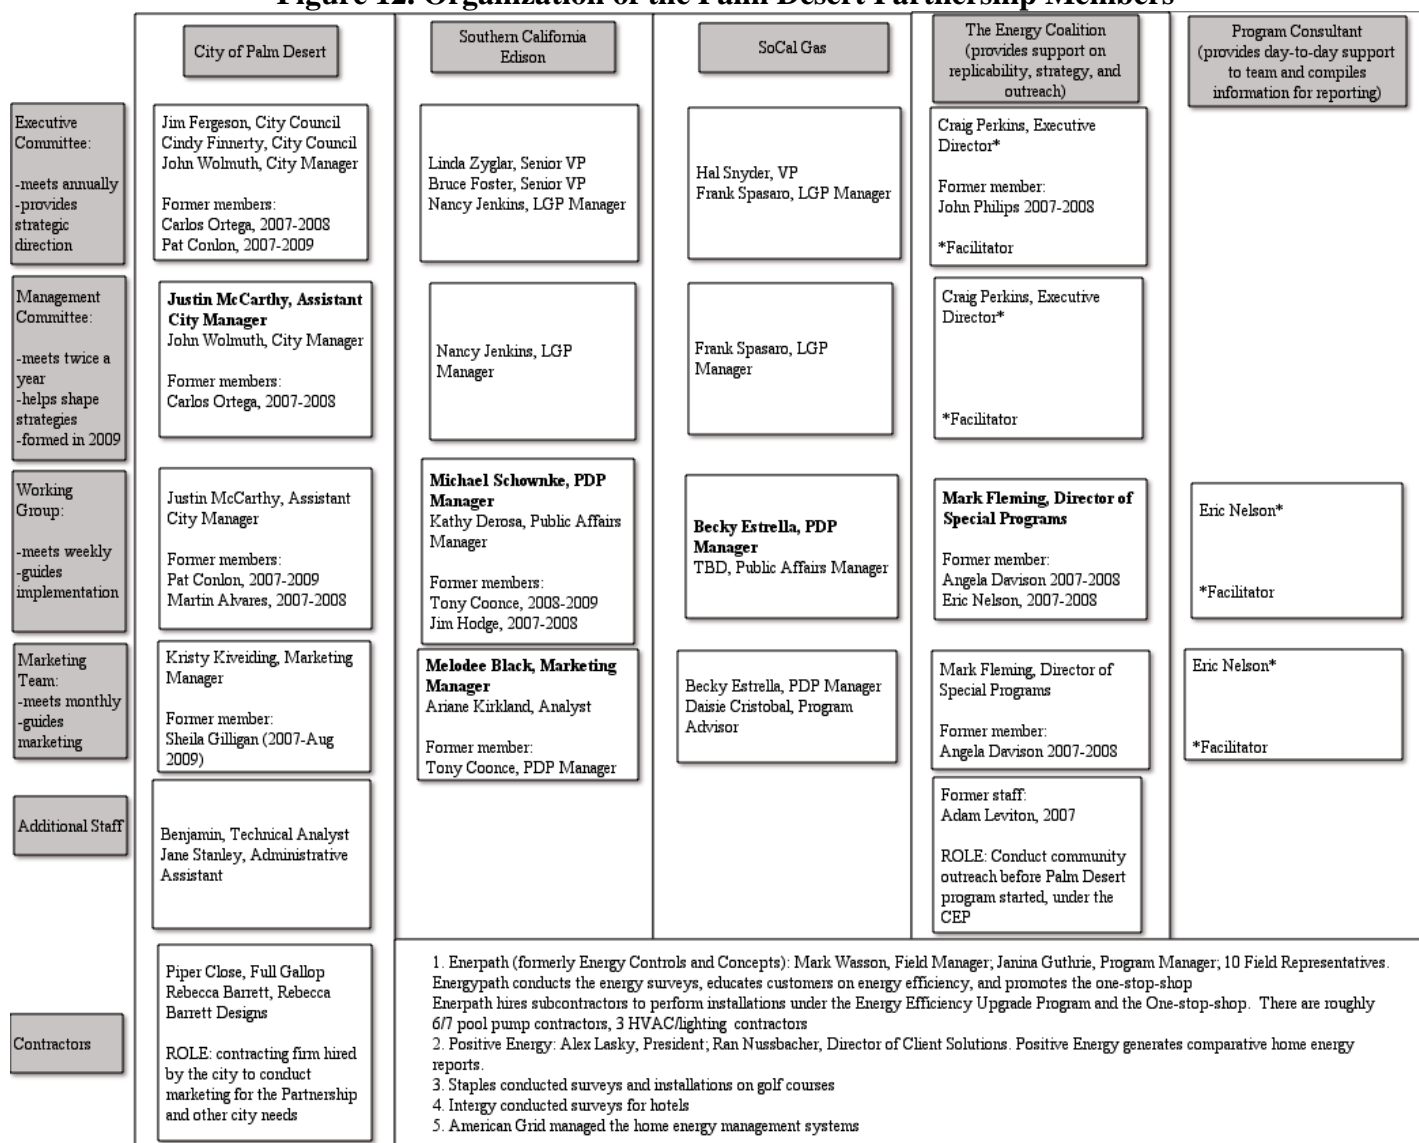 Figure 12. Organization of the Palm Desert Partnership Members
City of Palm Desert
Southern California
Edison
SoCal Gas
The Energy Coalition
(provides support on
replicability, strategy, and
outreach)
Program Consultant
(provides day-to-day support
to team and compiles
information for reporting)
Executive
Committee:
-meets annually
-provides
strategic
direction
Jim Fergeson, City Council
Cindy Finnerty, City Council
John Wolmuth, City Manager
Former members:
Carlos Ortega, 2007-2008
Pat Conlon, 2007-2009
Linda Zyglar, Senior VP
Bruce Foster, Senior VP
Nancy Jenkins, LGP Manager
Hal Snyder, VP
Frank Spasaro, LGP Manager
Craig Perkins, Executive
Director*
Former member:
John Philips 2007-2008
*Facilitator
Management
Committee:
-meets twice a
year
-helps shape
strategies
-formed in 2009
Justin McCarthy, Assistant
City Manager
John Wolmuth, City Manager
Former members:
Carlos Ortega, 2007-2008
Nancy Jenkins, LGP
Manager
Frank Spasaro, LGP
Manager
Craig Perkins, Executive
Director*
*Facilitator
Working
Group:
-meets weekly
-guides
implementation
Justin McCarthy, Assistant
City Manager
Former members:
Pat Conlon, 2007-2009
Martin Alvares, 2007-2008
Michael Schownke, PDP
Manager
Kathy Derosa, Public Affairs
Manager
Former members:
Tony Coonce, 2008-2009
Jim Hodge, 2007-2008
Becky Estrella, PDP
Manager
TBD, Public Affairs Manager
Mark Fleming, Director of
Special Programs
Former member:
Angela Davison 2007-2008
Eric Nelson, 2007-2008
Eric Nelson*
*Facilitator
Marketing
Team:
-meets monthly
-guides
marketing
Kristy Kiveiding, Marketing
Manager
Former member:
Sheila Gilligan (2007-Aug
2009)
Melodee Black, Marketing
Manager
Ariane Kirkland, Analyst
Former member:
Tony Coonce, PDP Manager
Becky Estrella, PDP Manager
Daisie Cristobal, Program
Advisor
Mark Fleming, Director of
Special Programs
Former member:
Angela Davison 2007-2008
Eric Nelson*
*Facilitator
Additional Staff
Benjamin, Technical Analyst
Jane Stanley, Administrative
Assistant
Former staff:
Adam Leviton, 2007
ROLE: Conduct community
outreach before Palm Desert
program started, under the
CEP
Contractors
Piper Close, Full Gallop
Rebecca Barrett, Rebecca
Barrett Designs
ROLE: contracting firm hired
by the city to conduct
marketing for the Partnership
and other city needs
1. Enerpath (formerly Energy Controls and Concepts): Mark Wasson, Field Manager; Janina Guthrie, Program Manager; 10 Field Representatives.
Energypath conducts the energy surveys, educates customers on energy efficiency, and promotes the one-stop-shop
Enerpath hires subcontractors to perform installations under the Energy Efficiency Upgrade Program and the One-stop-shop. There are roughly
6/7 pool pump contractors, 3 HVAC/lighting contractors
2. Positive Energy: Alex Lasky, President; Ran Nussbacher, Director of Client Solutions. Positive Energy generates comparative home energy
reports.
3. Staples conducted surveys and installations on golf courses
4. Intergy conducted surveys for hotels
5. American Grid managed the home energy management systems